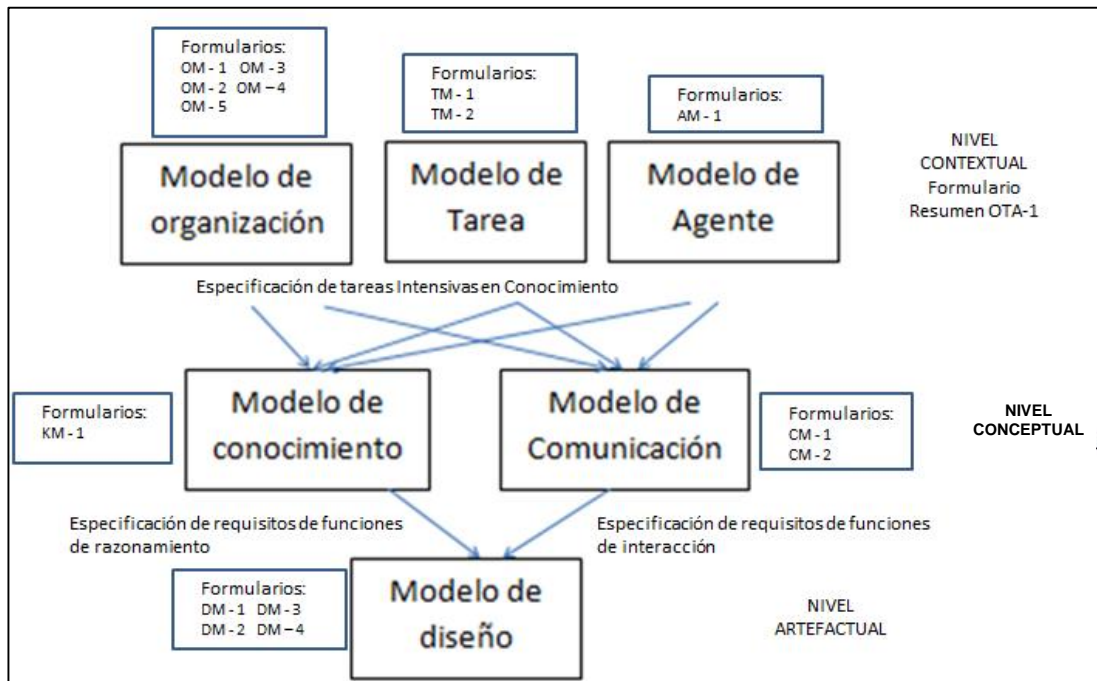 Formularios:
OM - 1 OM - 3
OM - 2 OM – 4
OM - 5
Formularios:
TM - 1
TM - 2
Formularios:
AM - 1
Modelo de
organización
Modelo de
Tarea
Modelo de
Agente
NIVEL
CONTEXTUAL
Formulario
Resumen OTA-1
Especificación de tareas Intensivas en Conocimiento
Formularios:
KM - 1
Modelo de
conocimiento
Modelo de
Comunicación
Formularios:
CM - 1
CM - 2
NIVEL
CONCEPTUAL
Especificación de requisitos de funciones
de razonamiento
Especificación de requisitos de funciones
de interacción
Formularios:
DM - 1 DM - 3
DM - 2 DM – 4
Modelo de
diseño
NIVEL
ARTEFACTUAL